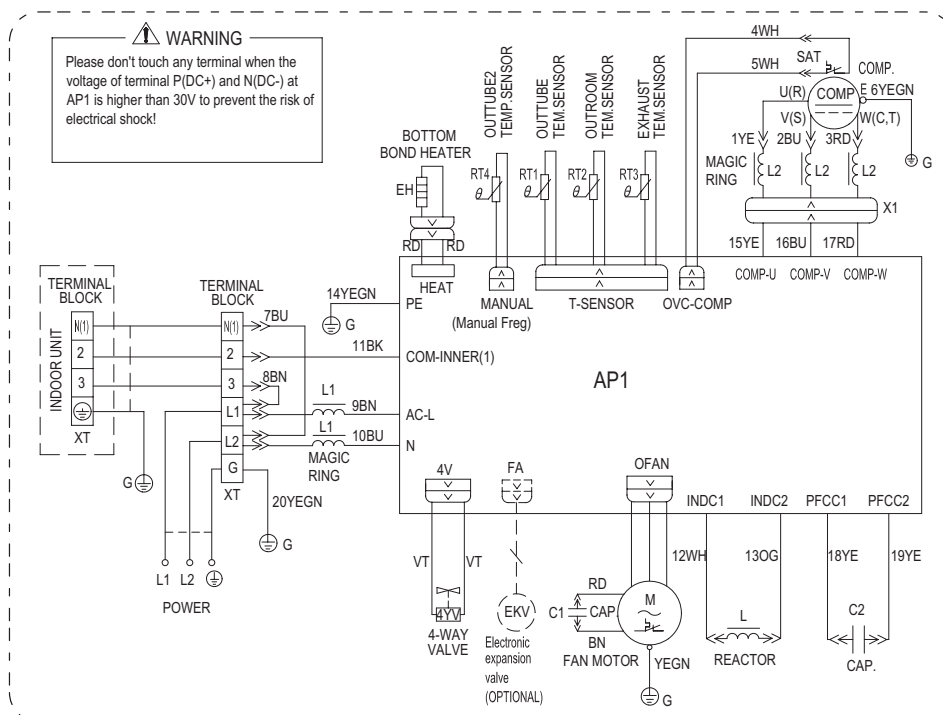 WARNING
Please don't touch any terminal when the
voltage of terminal P(DC+) and N(DC-) at
AP1 is higher than 30V to prevent the risk of
electrical shock!
BOTTOM
BOND HEATER
EH
RD RD
HEAT
OUTTUBE2
TEMP.SENSOR
OUTTUBE
TEM.SENSOR
OUTROOM
TEM.SENSOR
EXHAUST
TEM.SENSOR
RT4
θ
RT1
θ
RT2
θ
RT3
θ
4WH
5WH
SAT
COMP.
U(R)
COMP
E 6YEGN
V(S)
W(C,T)
1YE
2BU
3RD
G
MAGIC
RING
L2
L2
L2
X1
15YE
16BU
17RD
COMP-U
COMP-V
COMP-W
MANUAL
(Manual Freg)
T-SENSOR
OVC-COMP
14YEGN
PE
G
11BK
COM-INNER(1)
AP1
TERMINAL
BLOCK
INDOOR UNIT
N(1)
2
3
XT
G
TERMINAL
BLOCK
N(1)
2
3
L1
L2
G
XT
7BU
8BN
L1
9BN
AC-L
L1
10BU
N
MAGIC
RING
20YEGN
G
L1
L2
POWER
4V
VT
VT
4YV
4-WAY
VALVE
FA
EKV
Electronic
expansion
valve
(OPTIONAL)
OFAN
RD
C1
CAP.
BN
M
FAN MOTOR
YEGN
G
INDC1
INDC2
PFCC1
PFCC2
12WH
13OG
18YE
19YE
L
REACTOR
C2
CAP.